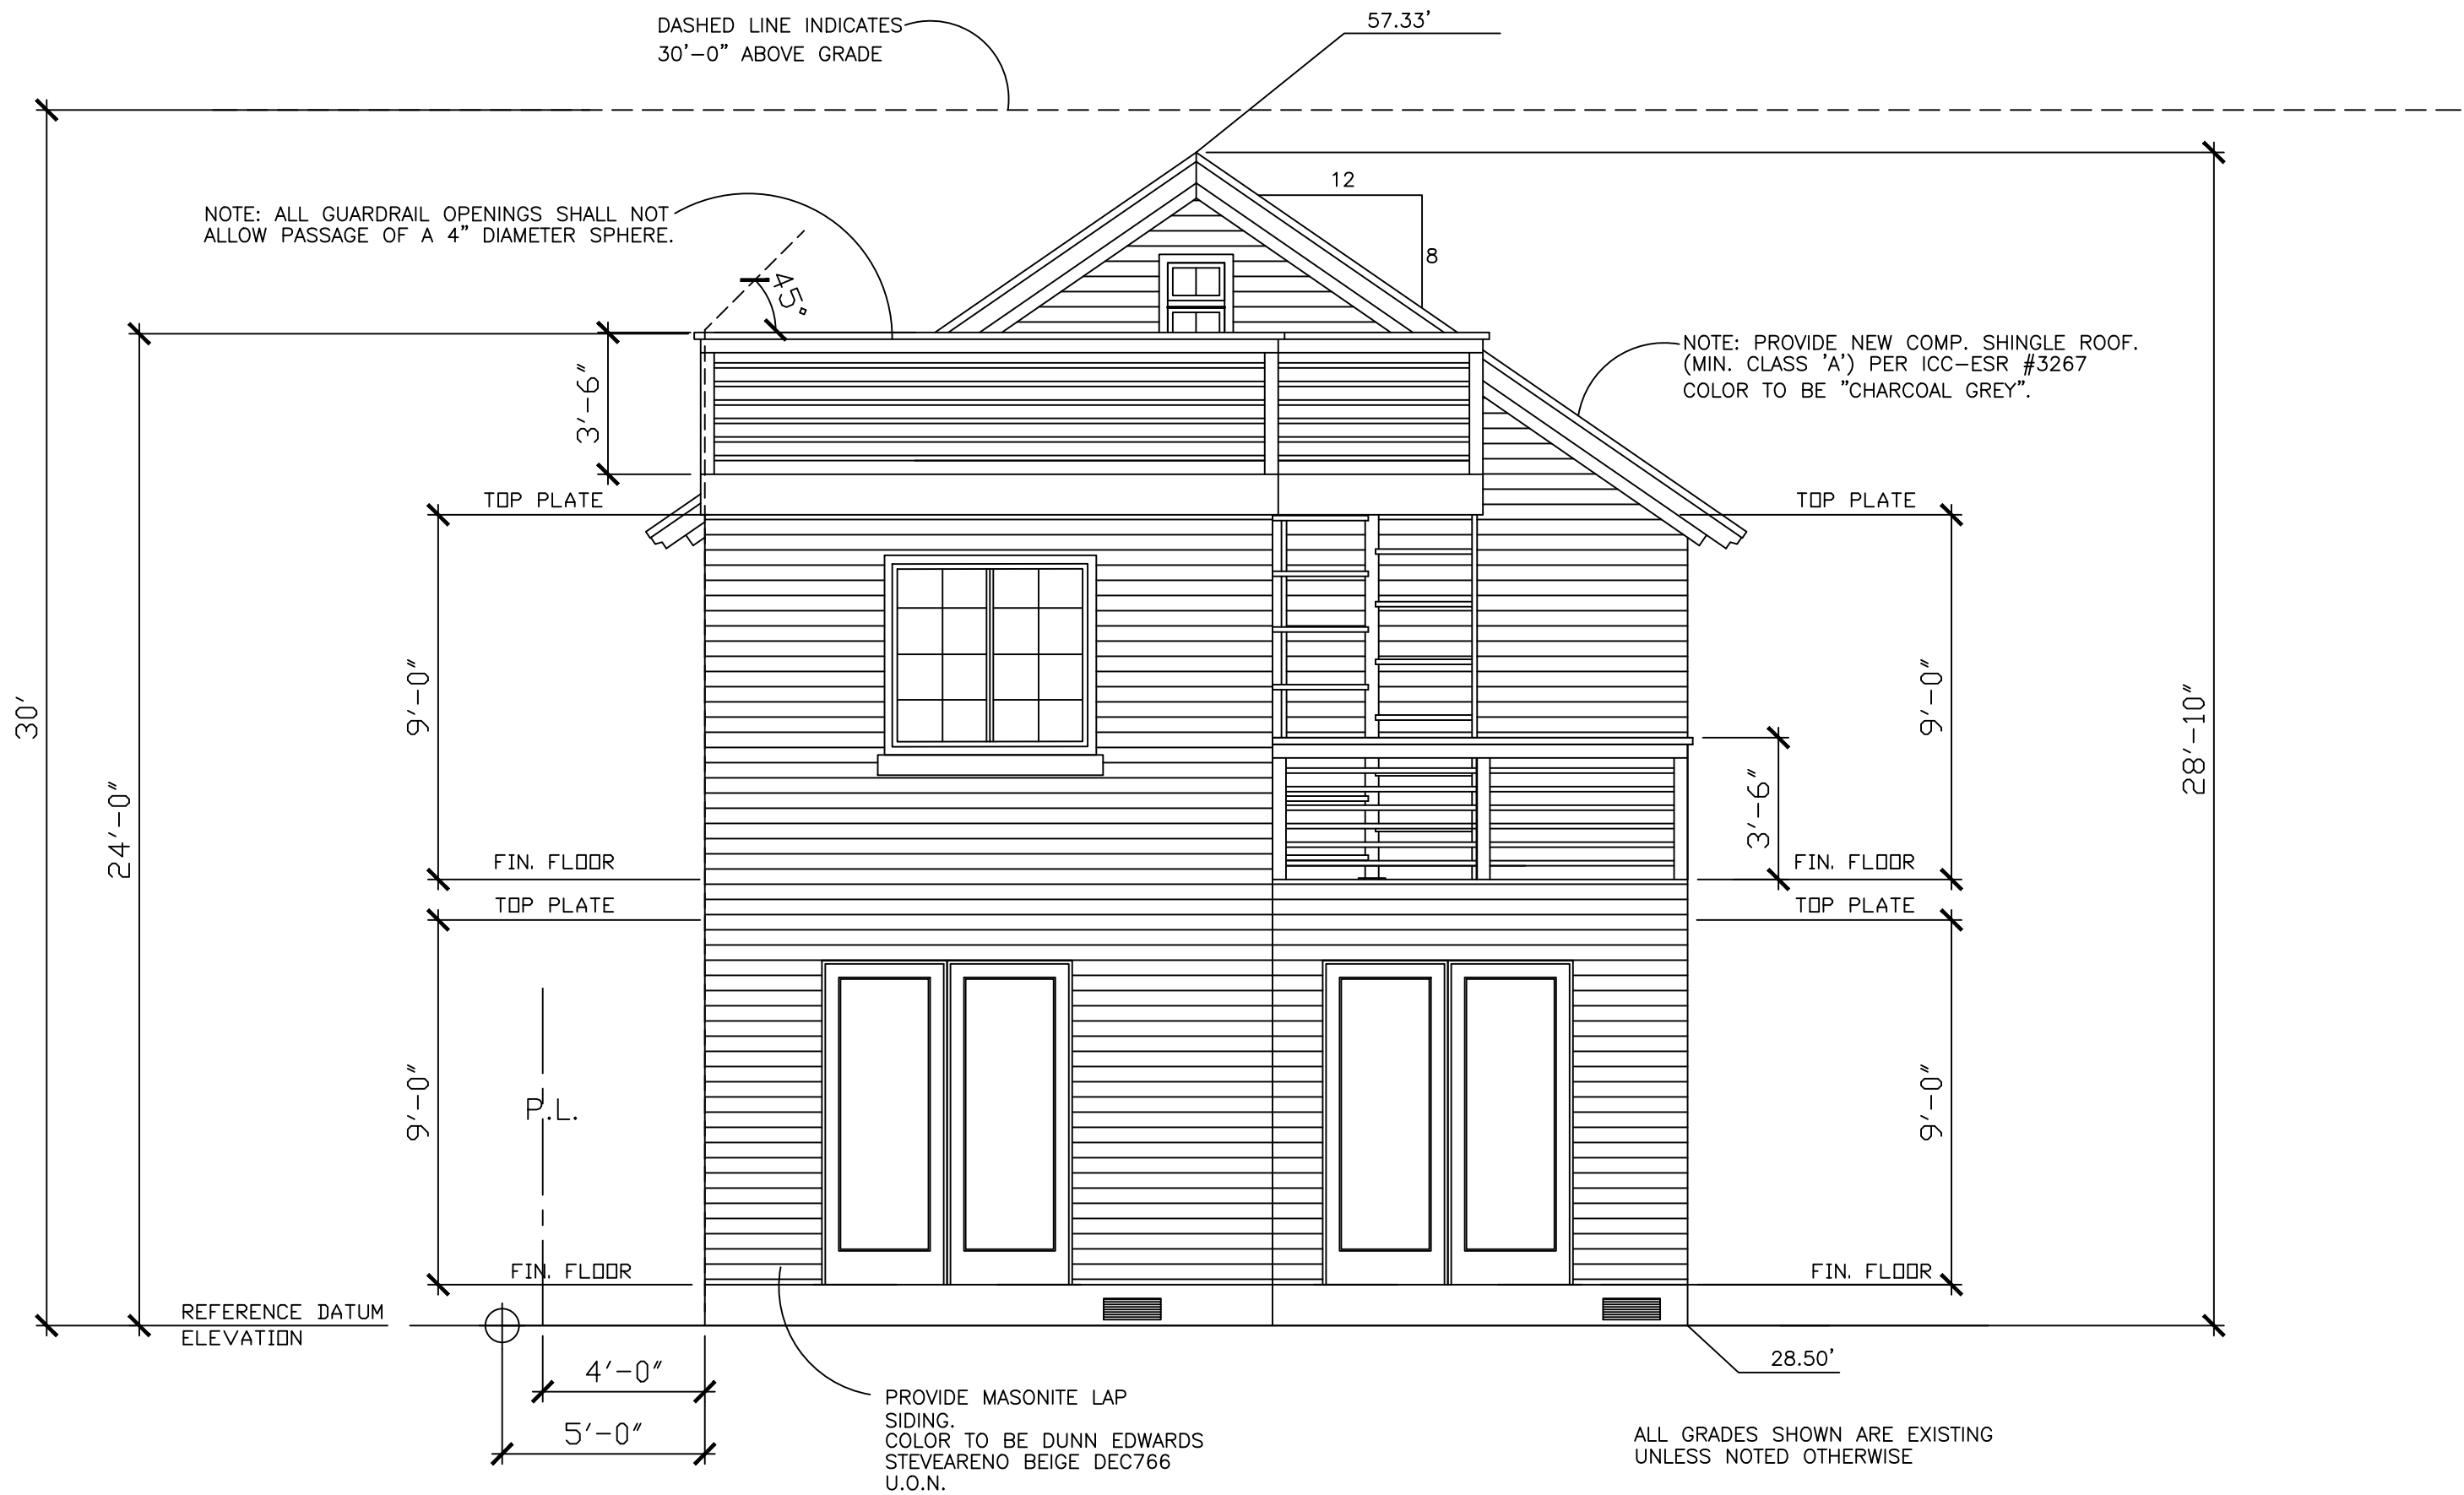 DASHED LINE INDICATES
30'-0" ABOVE GRADE
57.33'
12
8
NOTE: ALL GUARDRAIL OPENINGS SHALL NOT
ALLOW PASSAGE OF A 4" DIAMETER SPHERE.
45°
NOTE: PROVIDE NEW COMP. SHINGLE ROOF.
(MIN. CLASS 'A') PER ICC-ESR #3267
COLOR TO BE "CHARCOAL GREY".
3'-6"
TOP PLATE
TOP PLATE
30'
24'-0"
9'-0"
9'-0"
28'-10"
3'-6"
FIN. FLOOR
FIN. FLOOR
TOP PLATE
TOP PLATE
9'-0"
P.L.
9'-0"
FIN. FLOOR
FIN. FLOOR
REFERENCE DATUM
ELEVATION
28.50'
4'-0"
5'-0"
PROVIDE MASONITE LAP
SIDING.
COLOR TO BE DUNN EDWARDS
STEVEARENO BEIGE DEC766
U.O.N.
ALL GRADES SHOWN ARE EXISTING
UNLESS NOTED OTHERWISE